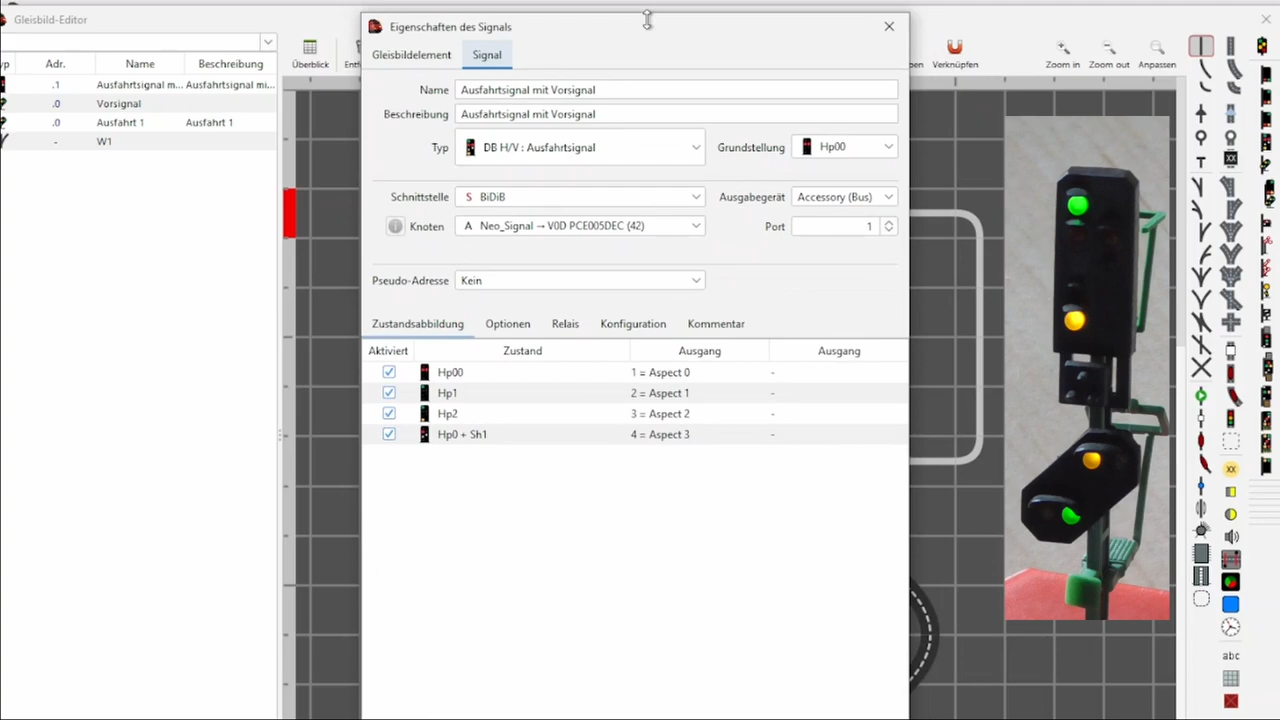 Gleisbild-Editor
Adr.
Name
Beschreibung
.1
Ausfahrtsignal m...
Ausfahrtsignal mi...
.0
Vorsignal
.0
Ausfahrt 1
Ausfahrt 1
-
W1
Überblick
Verknüpfen
Zoom in
Zoom out
Anpassen
Eigenschaften des Signals
Gleisbildelement
Signal
Name
Ausfahrtsignal mit Vorsignal
Beschreibung
Ausfahrtsignal mit Vorsignal
Typ
DB H/V : Ausfahrtsignal
Grundstellung
Hp00
Schnittstelle
S BiDiB
Ausgabegerät
Accessory (Bus)
i
Knoten
A Neo_Signal → V0D PCE005DEC (42)
Port
1
Pseudo-Adresse
Kein
Zustandsabbildung
Optionen
Relais
Konfiguration
Kommentar
Aktiviert
Zustand
Ausgang
Ausgang
Hp00
1 = Aspect 0
-
Hp1
2 = Aspect 1
-
Hp2
3 = Aspect 2
-
Hp0 + Sh1
4 = Aspect 3
-
XX
XX
abc